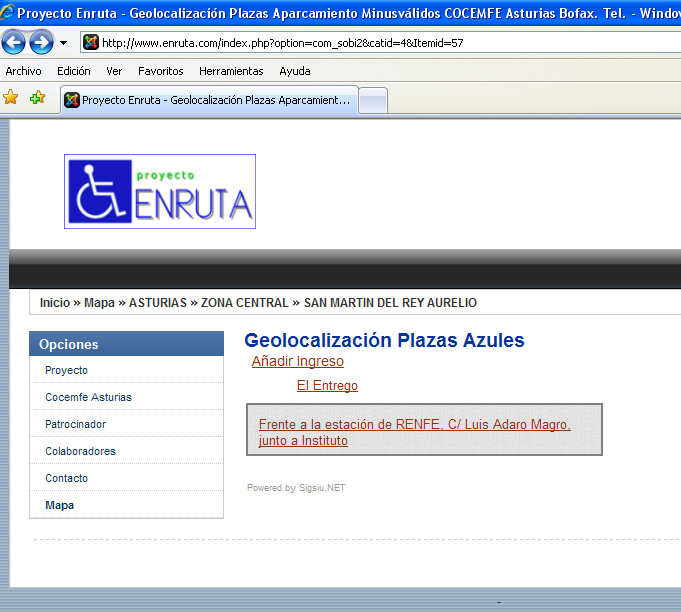 Proyecto Enruta - Geolocalización Plazas Aparcamiento Minusválidos COCEMFE Asturias Bofax. Tel. - Windo
http://www.enruta.com/index.php?option=com_sobi2&catid=4&Itemid=57
Archivo Edición Ver Favoritos Herramientas Ayuda
Proyecto Enruta - Geolocalización Plazas Aparcamient...
proyecto
ENRUTA
Inicio » Mapa » ASTURIAS » ZONA CENTRAL » SAN MARTIN DEL REY AURELIO
Opciones
Proyecto
Cocemfe Asturias
Patrocinador
Colaboradores
Contacto
Mapa
Geolocalización Plazas Azules
Añadir Ingreso
El Entrego
Frente a la estación de RENFE. C/ Luis Adaro Magro,
junto a Instituto
Powered by Sigsiu.NET